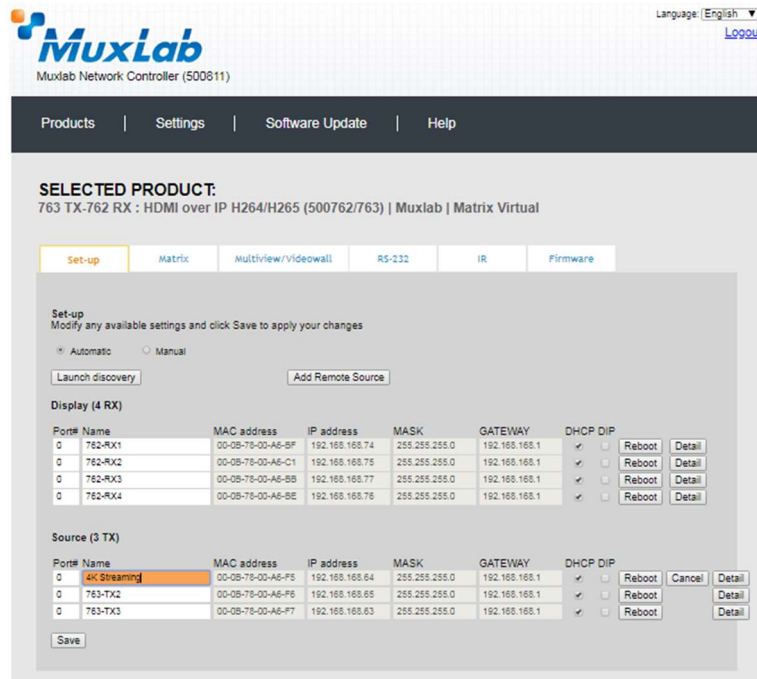 Language: English
Logou
MuxLab
Muxlab Network Controller (500811)
Products | Settings | Software Update | Help
SELECTED PRODUCT:
763 TX-762 RX : HDMI over IP H264/H265 (500762/763) | Muxlab | Matrix Virtual
Set-up Matrix Multiview/Videowall RS-232 IR Firmware
Set-up
Modify any available settings and click Save to apply your changes
Automatic Manual
Launch discovery Add Remote Source
Display (4 RX)
Port# Name MAC address IP address MASK GATEWAY DHCP DIP
0 762-RX1 00-0B-78-00-A6-BF 192.168.168.74 255.255.255.0 192.168.168.1 Reboot Detail
0 762-RX2 00-0B-78-00-A6-C1 192.168.168.75 255.255.255.0 192.168.168.1 Reboot Detail
0 762-RX3 00-0B-78-00-A6-BB 192.168.168.77 255.255.255.0 192.168.168.1 Reboot Detail
0 762-RX4 00-0B-78-00-A6-BE 192.168.168.76 255.255.255.0 192.168.168.1 Reboot Detail
Source (3 TX)
Port# Name MAC address IP address MASK GATEWAY DHCP DIP
0 4K Streaming 00-0B-78-00-A6-F5 192.168.168.64 255.255.255.0 192.168.168.1 Reboot Cancel Detail
0 763-TX2 00-0B-78-00-A6-F6 192.168.168.65 255.255.255.0 192.168.168.1 Reboot Detail
0 763-TX3 00-0B-78-00-A6-F7 192.168.168.63 255.255.255.0 192.168.168.1 Reboot Detail
Save